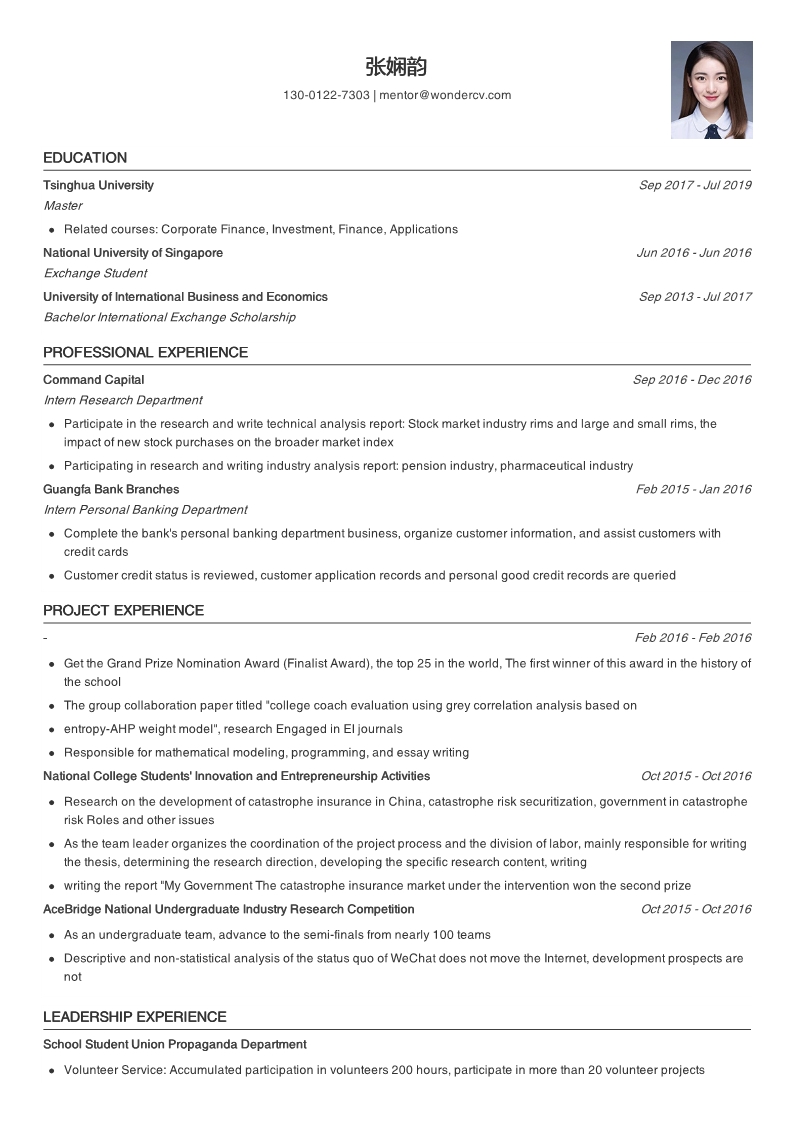 张娴韵
130-0122-7303 | mentor@wondercv.com
EDUCATION
Tsinghua University Sep 2017 - Jul 2019
Master
• Related courses: Corporate Finance, Investment, Finance, Applications
National University of Singapore Jun 2016 - Jun 2016
Exchange Student
University of International Business and Economics Sep 2013 - Jul 2017
Bachelor International Exchange Scholarship
PROFESSIONAL EXPERIENCE
Command Capital Sep 2016 - Dec 2016
Intern Research Department
• Participate in the research and write technical analysis report: Stock market industry rims and large and small rims, the
impact of new stock purchases on the broader market index
• Participating in research and writing industry analysis report: pension industry, pharmaceutical industry
Guangfa Bank Branches Feb 2015 - Jan 2016
Intern Personal Banking Department
• Complete the bank's personal banking department business, organize customer information, and assist customers with
credit cards
• Customer credit status is reviewed, customer application records and personal good credit records are queried
PROJECT EXPERIENCE
- Feb 2016 - Feb 2016
• Get the Grand Prize Nomination Award (Finalist Award), the top 25 in the world, The first winner of this award in the history of
the school
• The group collaboration paper titled "college coach evaluation using grey correlation analysis based on
• entropy-AHP weight model", research Engaged in EI journals
• Responsible for mathematical modeling, programming, and essay writing
National College Students' Innovation and Entrepreneurship Activities Oct 2015 - Oct 2016
• Research on the development of catastrophe insurance in China, catastrophe risk securitization, government in catastrophe
risk Roles and other issues
• As the team leader organizes the coordination of the project process and the division of labor, mainly responsible for writing
the thesis, determining the research direction, developing the specific research content, writing
• writing the report "My Government The catastrophe insurance market under the intervention won the second prize
AceBridge National Undergraduate Industry Research Competition Oct 2015 - Oct 2016
• As an undergraduate team, advance to the semi-finals from nearly 100 teams
• Descriptive and non-statistical analysis of the status quo of WeChat does not move the Internet, development prospects are
not
LEADERSHIP EXPERIENCE
School Student Union Propaganda Department
• Volunteer Service: Accumulated participation in volunteers 200 hours, participate in more than 20 volunteer projects